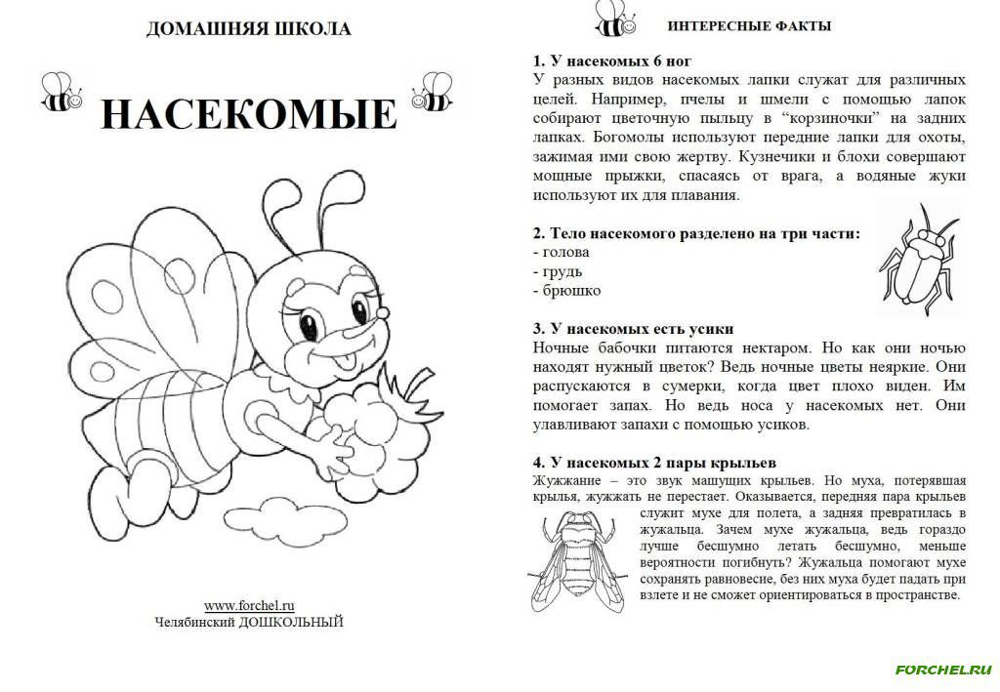 ДОМАШНЯЯ ШКОЛА
НАСЕКОМЫЕ
www.forchel.ru
Челябинский ДОШКОЛЬНЫЙ
ИНТЕРЕСНЫЕ ФАКТЫ
1. У насекомых 6 ног
У разных видов насекомых лапки служат для различных
целей. Например, пчелы и шмели с помощью лапок
собирают цветочную пыльцу в “корзиночки” на задних
лапках. Богомолы используют передние лапки для охоты,
зажимая ими свою жертву. Кузнечики и блохи совершают
мощные прыжки, спасаясь от врага, а водяные жуки
используют их для плавания.
2. Тело насекомого разделено на три части:
- голова
- грудь
- брюшко
3. У насекомых есть усики
Ночные бабочки питаются нектаром. Но как они ночью
находят нужный цветок? Ведь ночные цветы неяркие. Они
распускаются в сумерки, когда цвет плохо виден. Им
помогает запах. Но ведь носа у насекомых нет. Они
улавливают запахи с помощью усиков.
4. У насекомых 2 пары крыльев
Жужжание – это звук машущих крыльев. Но муха, потерявшая
крылья, жужжать не перестает. Оказывается, передняя пара крыльев
служит мухе для полета, а задняя превратилась в
жужальца. Зачем мухе жужальца, ведь гораздо
лучше бесшумно летать бесшумно, меньше
вероятности погибнуть? Жужальца помогают мухе
сохранять равновесие, без них муха будет падать при
взлете и не сможет ориентироваться в пространстве.
FORCHEL.RU